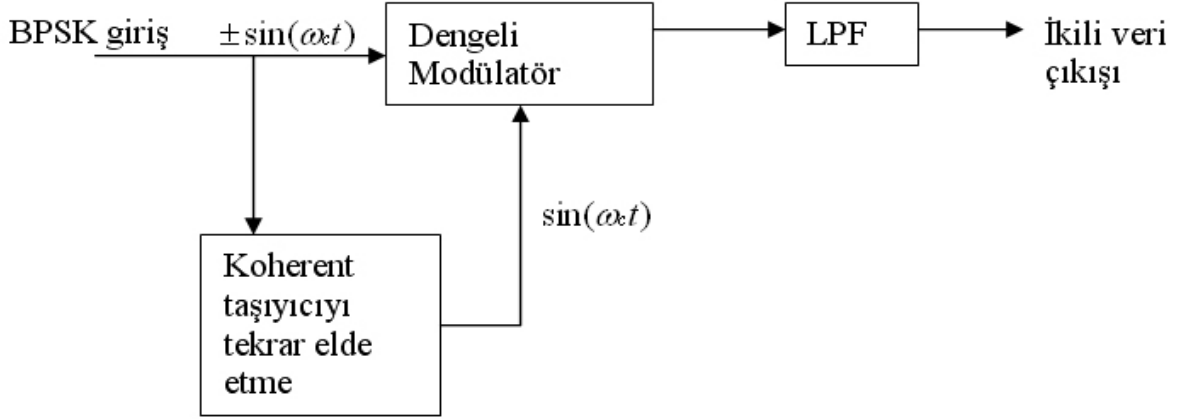 BPSK giriş
±sin(ωct)
Dengeli
Modülatör
LPF
İkili veri
çıkışı
sin(ωct)
Koherent
taşıyıcıyı
tekrar elde
etme